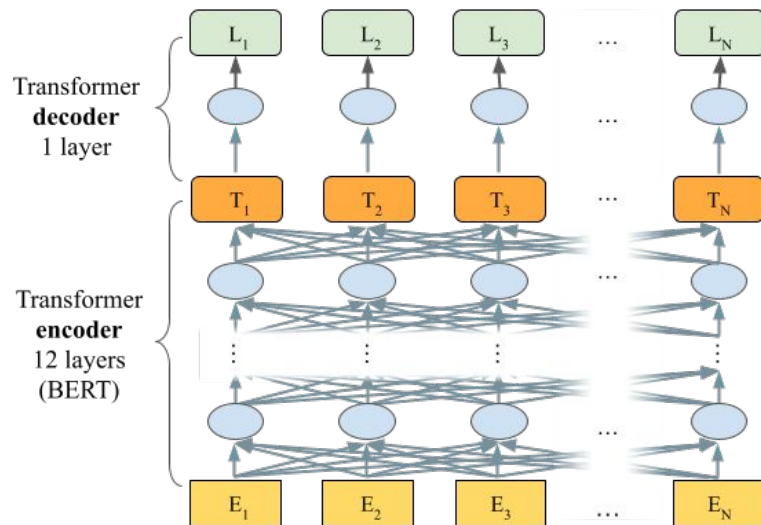 L1 L2 L3 ... LN
Transformer
decoder
1 layer
...
T1 T2 T3 ... TN
...
Transformer
encoder
12 layers
(BERT)
⋮ ⋮ ⋮ ⋮
...
E1 E2 E3 ... EN